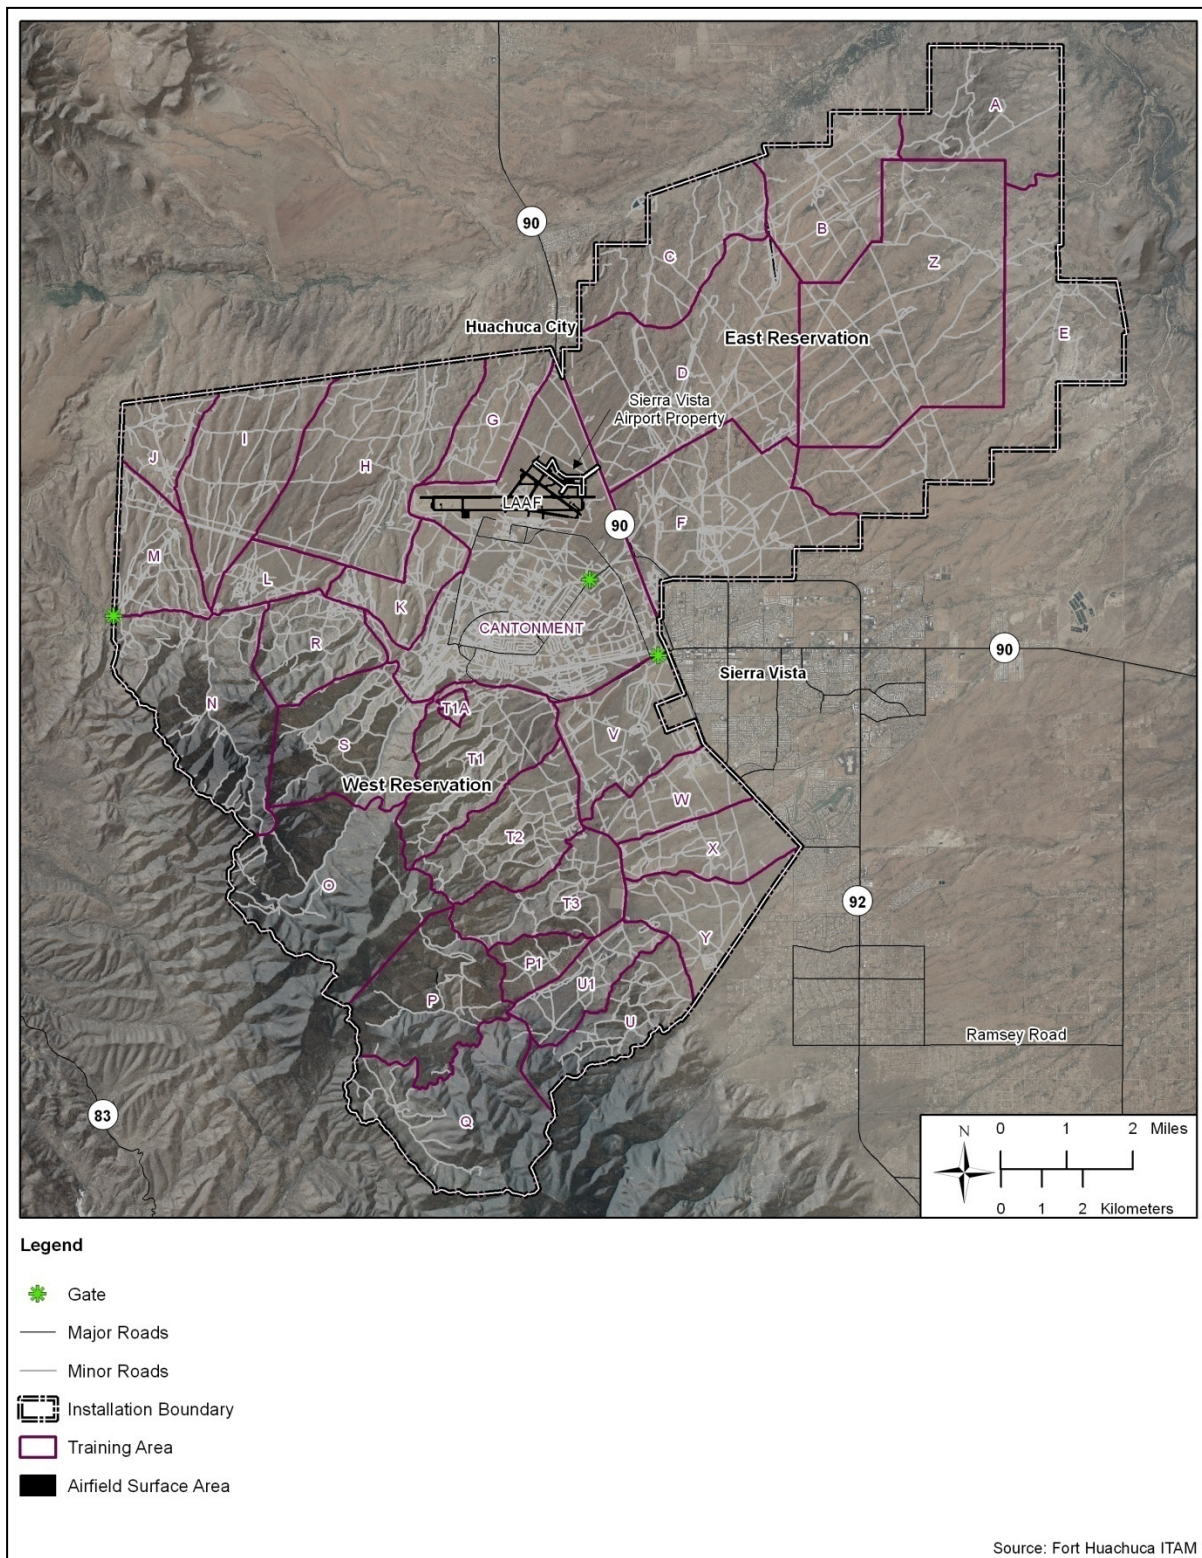 A
90
B
C
Z
Huachuca City
East Reservation
E
D
Sierra Vista
Airport Property
G
I
J
H
LAAF
90
F
M
L
K
CANTONMENT
R
90
Sierra Vista
N
T1A
V
S
T1
West Reservation
W
T2
X
O
92
T3
Y
P1
U1
P
U
Ramsey Road
83
Q
N
0 1 2 Miles
0 1 2 Kilometers
Legend
Gate
Major Roads
Minor Roads
Installation Boundary
Training Area
Airfield Surface Area
Source: Fort Huachuca ITAM